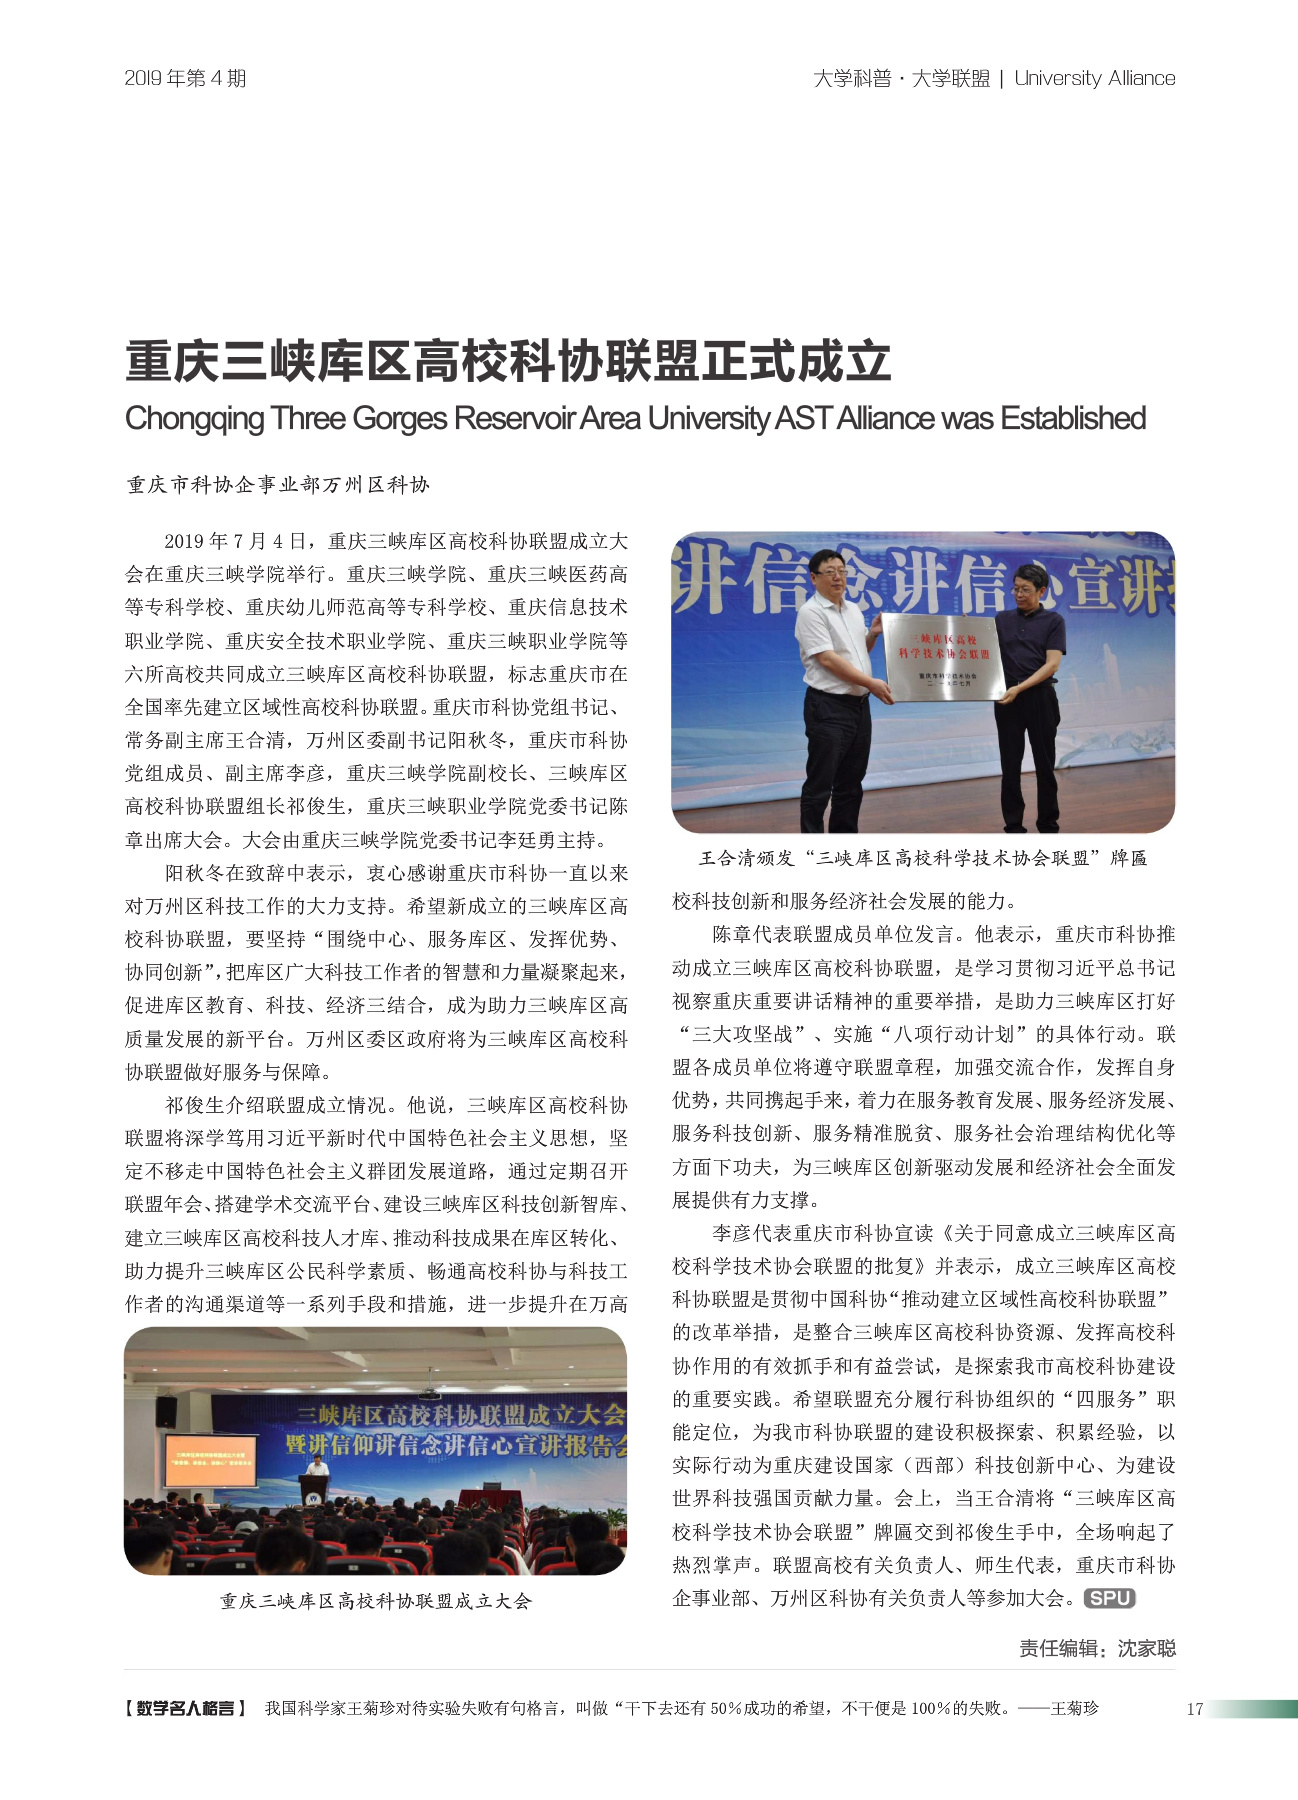 2019 年第 4 期
大学科普·大学联盟 | University Alliance
重庆三峡库区高校科协联盟正式成立
Chongqing Three Gorges Reservoir Area University AST Alliance was Established
重庆市科协企事业部万州区科协
2019 年 7 月 4 日，重庆三峡库区高校科协联盟成立大
会在重庆三峡学院举行。重庆三峡学院、重庆三峡医药高
等专科学校、重庆幼儿师范高等专科学校、重庆信息技术
职业学院、重庆安全技术职业学院、重庆三峡职业学院等
六所高校共同成立三峡库区高校科协联盟，标志重庆市在
全国率先建立区域性高校科协联盟。重庆市科协党组书记、
常务副主席王合清，万州区委副书记阳秋冬，重庆市科协
党组成员、副主席李彦，重庆三峡学院副校长、三峡库区
高校科协联盟组长祁俊生，重庆三峡职业学院党委书记陈
章出席大会。大会由重庆三峡学院党委书记李廷勇主持。
阳秋冬在致辞中表示，衷心感谢重庆市科协一直以来
对万州区科技工作的大力支持。希望新成立的三峡库区高
校科协联盟，要坚持“围绕中心、服务库区、发挥优势、
协同创新”，把库区广大科技工作者的智慧和力量凝聚起来，
促进库区教育、科技、经济三结合，成为助力三峡库区高
质量发展的新平台。万州区委区政府将为三峡库区高校科
协联盟做好服务与保障。
祁俊生介绍联盟成立情况。他说，三峡库区高校科协
联盟将深学笃用习近平新时代中国特色社会主义思想，坚
定不移走中国特色社会主义群团发展道路，通过定期召开
联盟年会、搭建学术交流平台、建设三峡库区科技创新智库、
建立三峡库区高校科技人才库、推动科技成果在库区转化、
助力提升三峡库区公民科学素质、畅通高校科协与科技工
作者的沟通渠道等一系列手段和措施，进一步提升在万高
三峡库区高校科协联盟成立大会
暨讲信仰讲信念讲信心宣讲报告会
重庆三峡库区高校科协联盟成立大会
讲信念讲信心宣讲报
三峡库区高校
科学技术协会联盟
重庆市科学技术协会
王合清颁发“三峡库区高校科学技术协会联盟”牌匾
校科技创新和服务经济社会发展的能力。
陈章代表联盟成员单位发言。他表示，重庆市科协推
动成立三峡库区高校科协联盟，是学习贯彻习近平总书记
视察重庆重要讲话精神的重要举措，是助力三峡库区打好
“三大攻坚战”、实施“八项行动计划”的具体行动。联
盟各成员单位将遵守联盟章程，加强交流合作，发挥自身
优势，共同携起手来，着力在服务教育发展、服务经济发展、
服务科技创新、服务精准脱贫、服务社会治理结构优化等
方面下功夫，为三峡库区创新驱动发展和经济社会全面发
展提供有力支撑。
李彦代表重庆市科协宣读《关于同意成立三峡库区高
校科学技术协会联盟的批复》并表示，成立三峡库区高校
科协联盟是贯彻中国科协“推动建立区域性高校科协联盟”
的改革举措，是整合三峡库区高校科协资源、发挥高校科
协作用的有效抓手和有益尝试，是探索我市高校科协建设
的重要实践。希望联盟充分履行科协组织的“四服务”职
能定位，为我市科协联盟的建设积极探索、积累经验，以
实际行动为重庆建设国家（西部）科技创新中心、为建设
世界科技强国贡献力量。会上，当王合清将“三峡库区高
校科学技术协会联盟”牌匾交到祁俊生手中，全场响起了
热烈掌声。联盟高校有关负责人、师生代表，重庆市科协
企事业部、万州区科协有关负责人等参加大会。 SPU
责任编辑：沈家聪
【数学名人格言】 我国科学家王菊珍对待实验失败有句格言，叫做“干下去还有 50%成功的希望，不干便是 100%的失败。——王菊珍
17